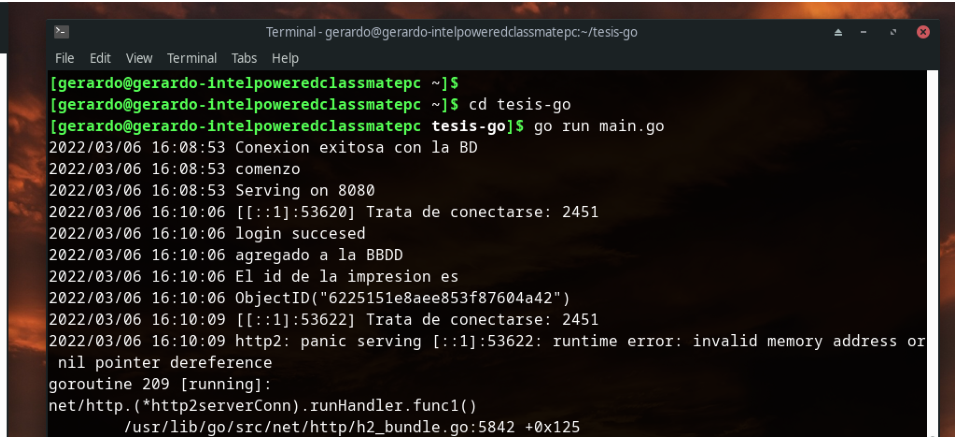 Terminal - gerardo@gerardo-intelpoweredclassmatepc:~/tesis-go
File Edit View Terminal Tabs Help
[gerardo@gerardo-intelpoweredclassmatepc ~]$
[gerardo@gerardo-intelpoweredclassmatepc ~]$ cd tesis-go
[gerardo@gerardo-intelpoweredclassmatepc tesis-go]$ go run main.go
2022/03/06 16:08:53 Conexion exitosa con la BD
2022/03/06 16:08:53 comenzo
2022/03/06 16:08:53 Serving on 8080
2022/03/06 16:10:06 [[::1]:53620] Trata de conectarse: 2451
2022/03/06 16:10:06 login succesed
2022/03/06 16:10:06 agregado a la BBDD
2022/03/06 16:10:06 El id de la impresion es
2022/03/06 16:10:06 ObjectID("6225151e8aee853f87604a42")
2022/03/06 16:10:09 [[::1]:53622] Trata de conectarse: 2451
2022/03/06 16:10:09 http2: panic serving [::1]:53622: runtime error: invalid memory address or
nil pointer dereference
goroutine 209 [running]:
net/http.(*http2serverConn).runHandler.func1()
/usr/lib/go/src/net/http/h2_bundle.go:5842 +0x125